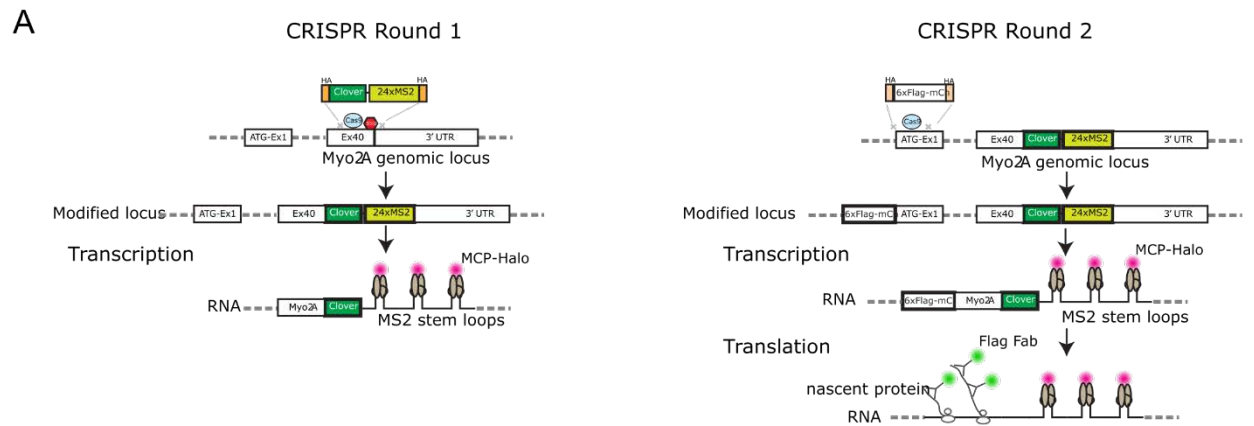 A
CRISPR Round 1
HA HA
Clover 24xMS2
Cas9
ATG-Ex1 Ex40 3' UTR
Myo2A genomic locus
Modified locus ATG-Ex1 Ex40 Clover 24xMS2 3' UTR
Transcription
MCP-Halo
RNA Myo2A Clover
MS2 stem loops
CRISPR Round 2
HA HA
6xFlag-mCh
Cas9
ATG-Ex1 Ex40 Clover 24xMS2 3' UTR
Myo2A genomic locus
Modified locus 6xFlag-mC ATG-Ex1 Ex40 Clover 24xMS2 3' UTR
Transcription
MCP-Halo
RNA 6xFlag-mC Myo2A Clover
MS2 stem loops
Translation
Flag Fab
nascent protein
RNA